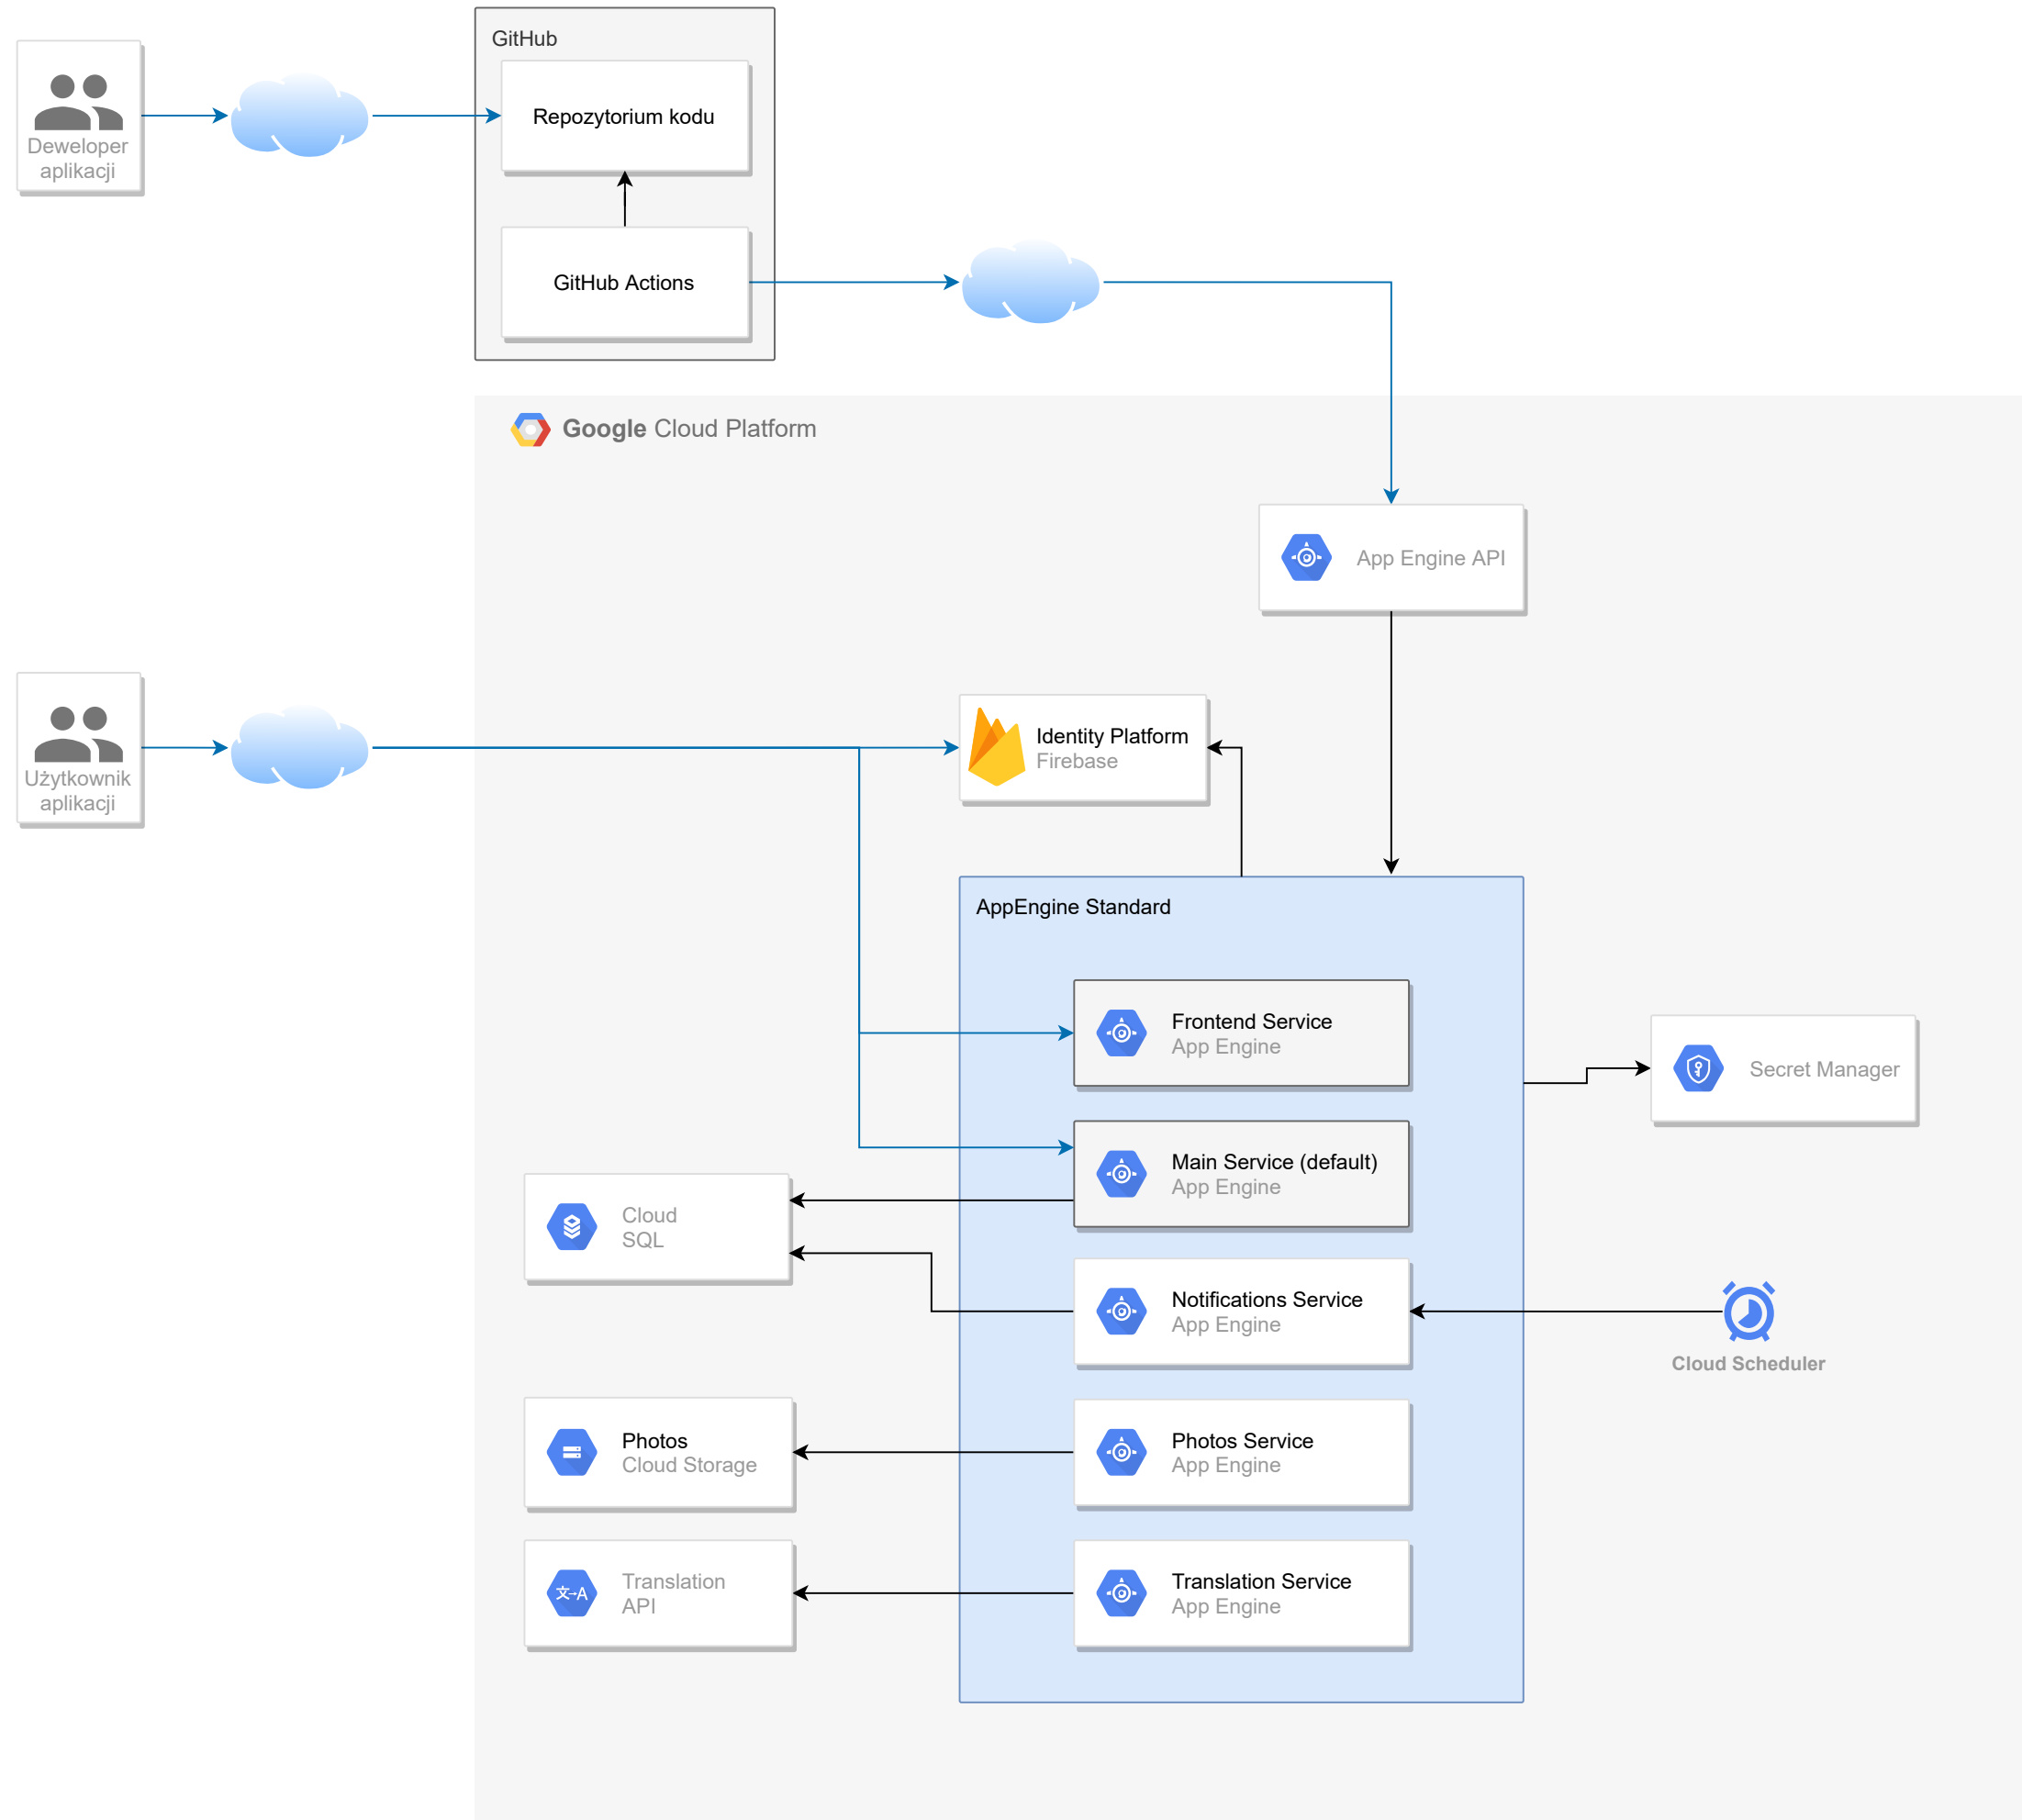 GitHub
Deweloper
aplikacji
Repozytorium kodu
GitHub Actions
Google Cloud Platform
App Engine API
Użytkownik
aplikacji
Identity Platform
Firebase
AppEngine Standard
Frontend Service
App Engine
Secret Manager
Main Service (default)
App Engine
Cloud
SQL
Notifications Service
App Engine
Cloud Scheduler
Photos
Cloud Storage
Photos Service
App Engine
Translation
API
Translation Service
App Engine